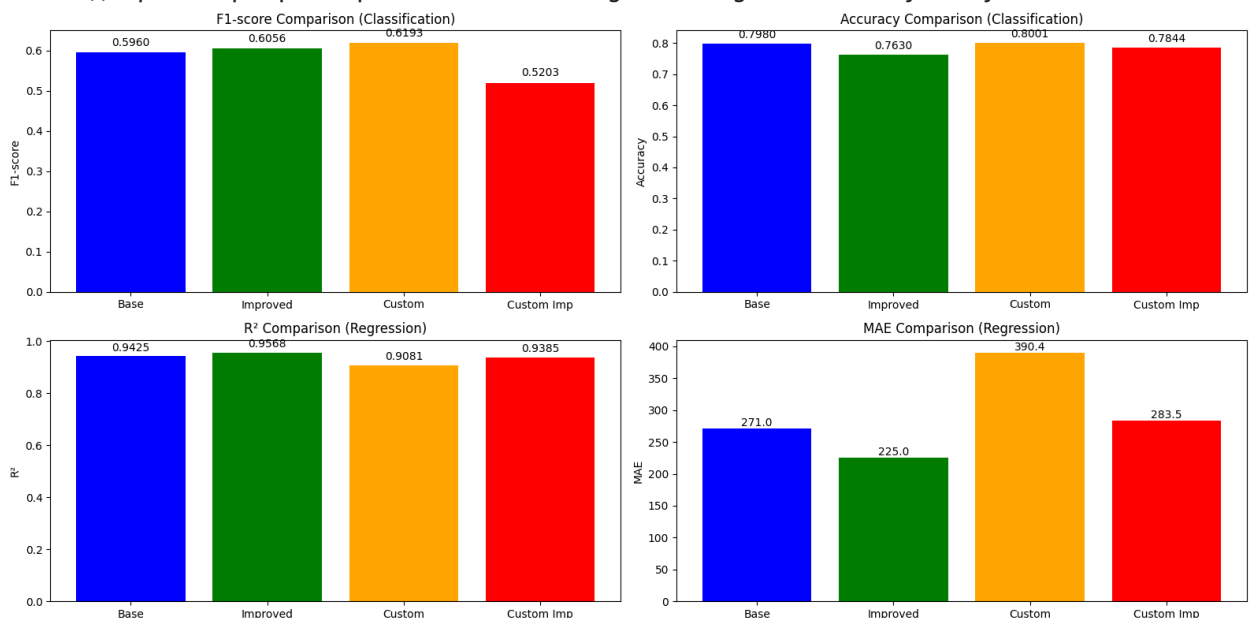 F1-score Comparison (Classification)
0.6
0.5
0.4
0.3
0.2
0.1
0.0
F1-score
0.5960
0.6056
0.6193
0.5203
Base
Improved
Custom
Custom Imp
Accuracy Comparison (Classification)
0.8
0.7
0.6
0.5
0.4
0.3
0.2
0.1
0.0
Accuracy
0.7980
0.7630
0.8001
0.7844
Base
Improved
Custom
Custom Imp
R² Comparison (Regression)
1.0
0.8
0.6
0.4
0.2
0.0
R²
0.9425
0.9568
0.9081
0.9385
Base
Improved
Custom
Custom Imp
MAE Comparison (Regression)
400
350
300
250
200
150
100
50
0
MAE
271.0
225.0
390.4
283.5
Base
Improved
Custom
Custom Imp